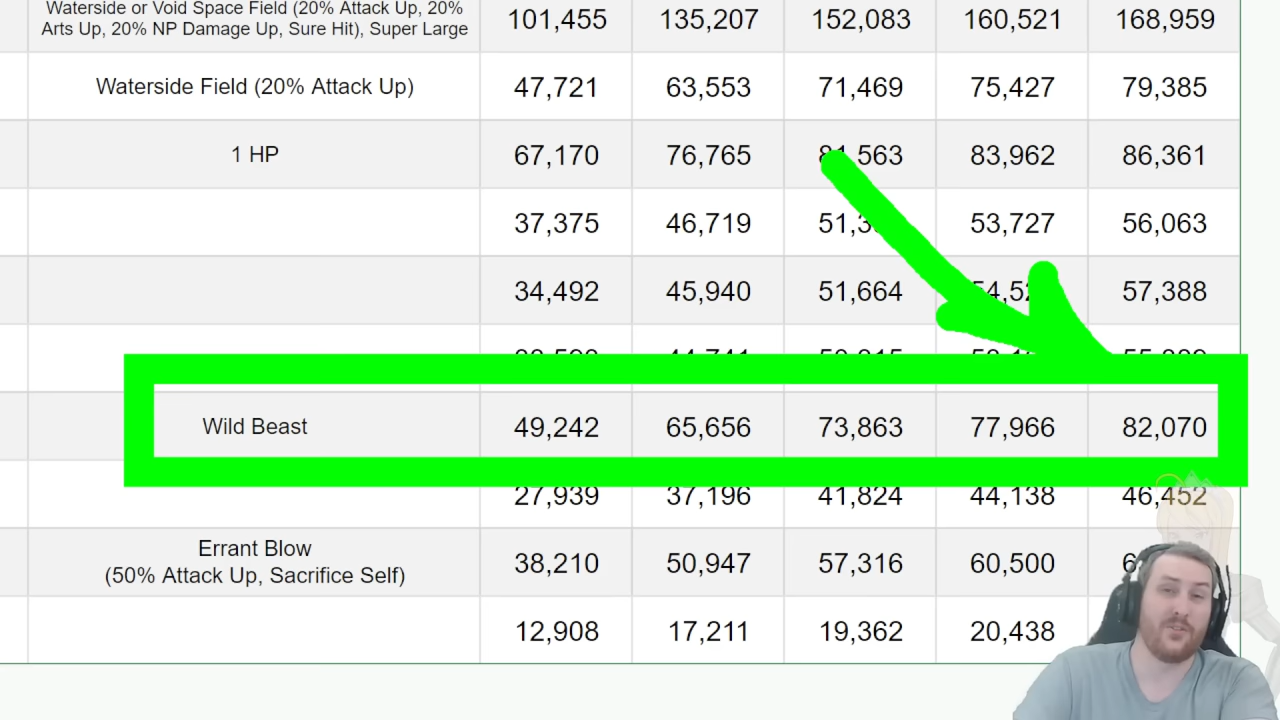 Waterside or Void Space Field (20% Attack Up, 20%
Arts Up, 20% NP Damage Up, Sure Hit), Super Large
101,455 135,207 152,083 160,521 168,959
Waterside Field (20% Attack Up) 47,721 63,553 71,469 75,427 79,385
1 HP 67,170 76,765 81,563 83,962 86,361
37,375 46,719 53,727 56,063
34,492 45,940 51,664 57,388
Wild Beast 49,242 65,656 73,863 77,966 82,070
27,939 37,196 41,824 44,138 46,452
Errant Blow
(50% Attack Up, Sacrifice Self)
38,210 50,947 57,316 60,500
12,908 17,211 19,362 20,438